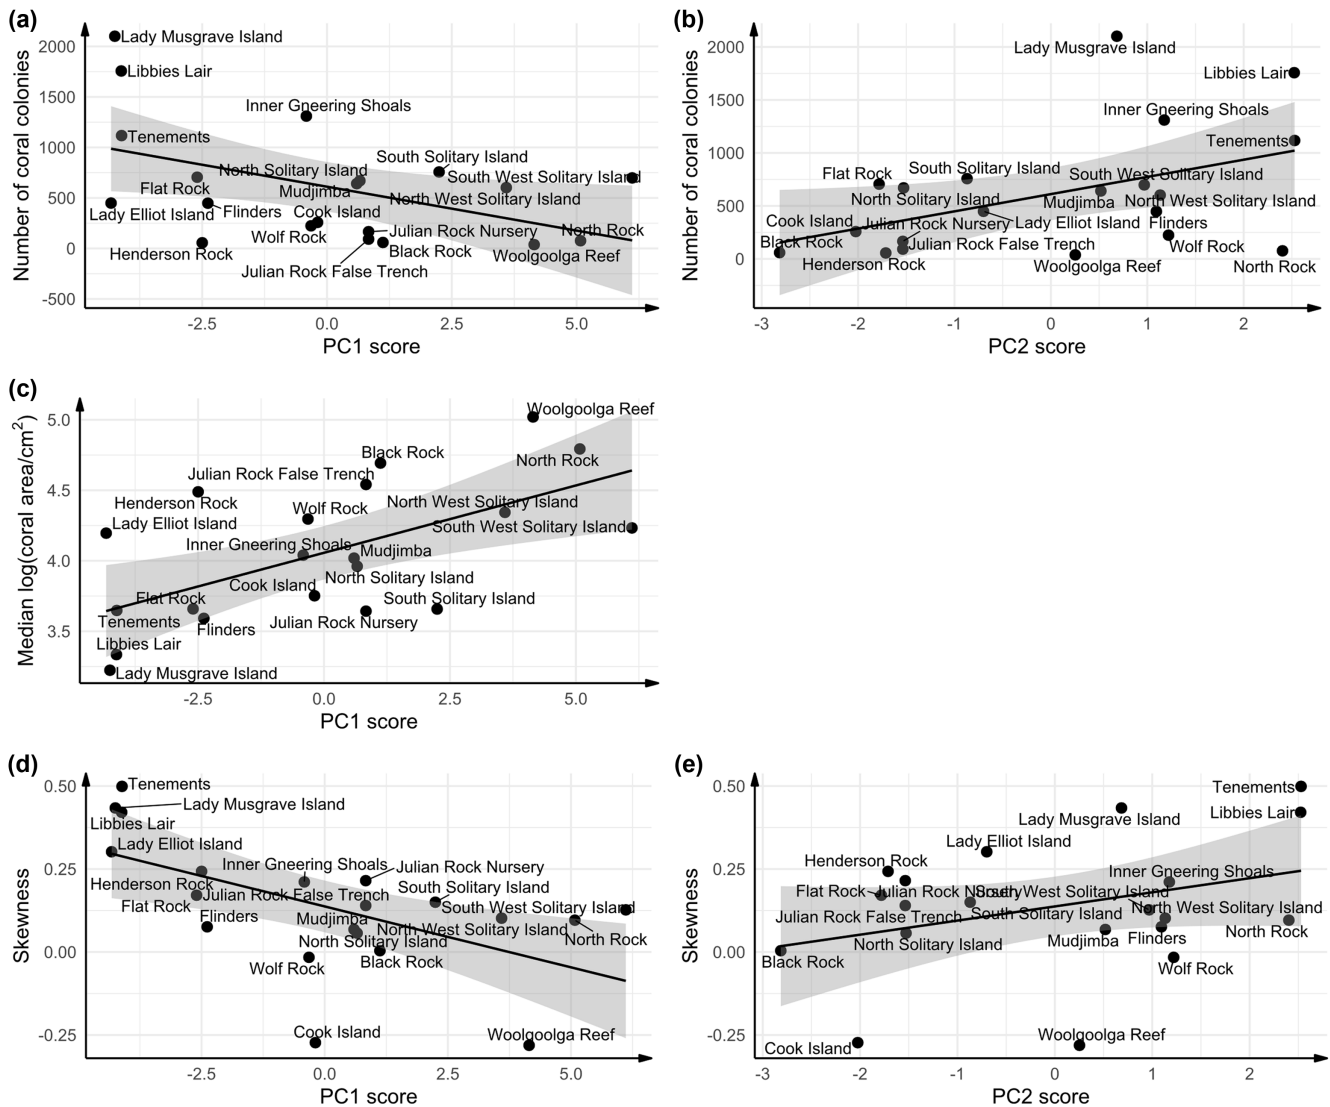 (a)
Number of coral colonies
2000
1500
1000
500
0
-500
Lady Musgrave Island
Libbies Lair
Inner Gneering Shoals
Tenements
South Solitary Island
North Solitary Island
South West Solitary Island
Flat Rock
Mudjimba
North West Solitary Island
Lady Elliot Island
Flinders
Cook Island
Wolf Rock
Julian Rock Nursery
North Rock
Henderson Rock
Black Rock
Woolgoolga Reef
Julian Rock False Trench
-2.5
0.0
2.5
5.0
PC1 score
(b)
Number of coral colonies
2000
1500
1000
500
0
Lady Musgrave Island
Libbies Lair
Inner Gneering Shoals
Tenements
Flat Rock
South Solitary Island
South West Solitary Island
North Solitary Island
Mudjimba
North West Solitary Island
Cook Island
Julian Rock Nursery
Lady Elliot Island
Flinders
Black Rock
Julian Rock False Trench
Wolf Rock
Henderson Rock
Woolgoolga Reef
North Rock
-3
-2
-1
0
1
2
PC2 score
(c)
Median log(coral area/cm2)
5.0
4.5
4.0
3.5
Woolgoolga Reef
Black Rock
North Rock
Julian Rock False Trench
Henderson Rock
Wolf Rock
North West Solitary Island
Lady Elliot Island
South West Solitary Island
Inner Gneering Shoals
Mudjimba
North Solitary Island
Cook Island
Flat Rock
South Solitary Island
Tenements
Flinders
Julian Rock Nursery
Libbies Lair
Lady Musgrave Island
-2.5
0.0
2.5
5.0
PC1 score
(d)
Skewness
0.50
0.25
0.00
-0.25
Tenements
Lady Musgrave Island
Libbies Lair
Lady Elliot Island
Inner Gneering Shoals
Julian Rock Nursery
Henderson Rock
Julian Rock False Trench
South Solitary Island
Flat Rock
South West Solitary Island
Flinders
Mudjimba
North West Solitary Island
North Solitary Island
North Rock
Wolf Rock
Black Rock
Cook Island
Woolgoolga Reef
-2.5
0.0
2.5
5.0
PC1 score
(e)
Skewness
0.50
0.25
0.00
-0.25
Tenements
Libbies Lair
Lady Musgrave Island
Lady Elliot Island
Henderson Rock
Inner Gneering Shoals
Flat Rock
Julian Rock Nursery
South West Solitary Island
Julian Rock False Trench
South Solitary Island
North West Solitary Island
North Solitary Island
Mudjimba
Flinders
North Rock
Black Rock
Wolf Rock
Cook Island
Woolgoolga Reef
-3
-2
-1
0
1
2
PC2 score